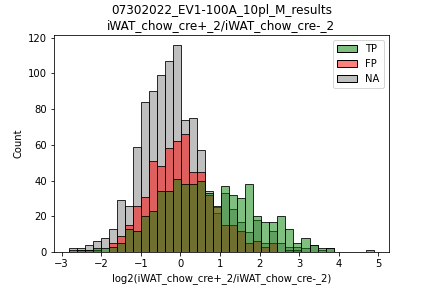 07302022_EV1-100A_10pl_M_results
iWAT_chow_cre+_2/iWAT_chow_cre-_2
120
100
80
60
40
20
0
Count
TP
FP
NA
−3 −2 −1 0 1 2 3 4 5
log2(iWAT_chow_cre+_2/iWAT_chow_cre-_2)